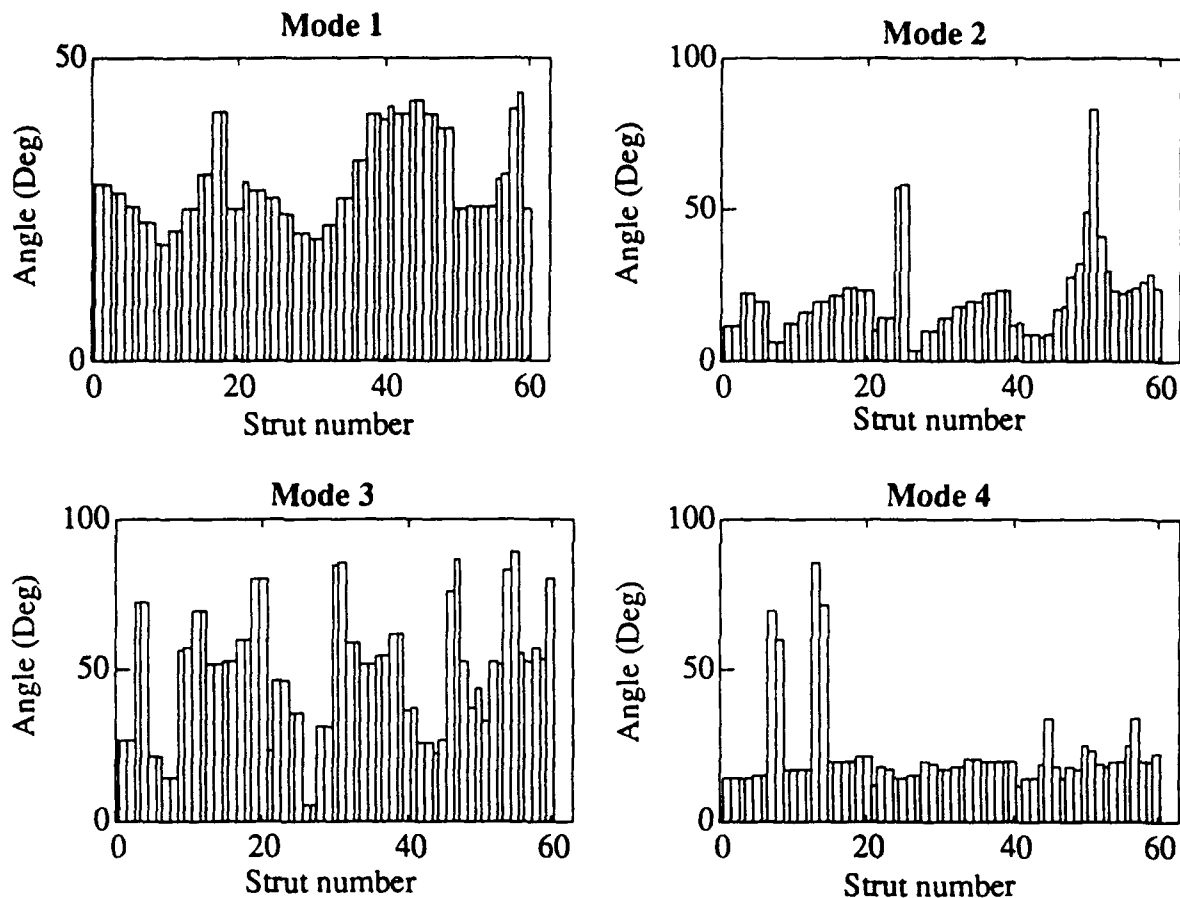 Mode 1
50
Angle (Deg)
0
0 20 40 60
Strut number
Mode 2
100
50
Angle (Deg)
0
0 20 40 60
Strut number
Mode 3
100
50
Angle (Deg)
0
0 20 40 60
Strut number
Mode 4
100
50
Angle (Deg)
0
0 20 40 60
Strut number